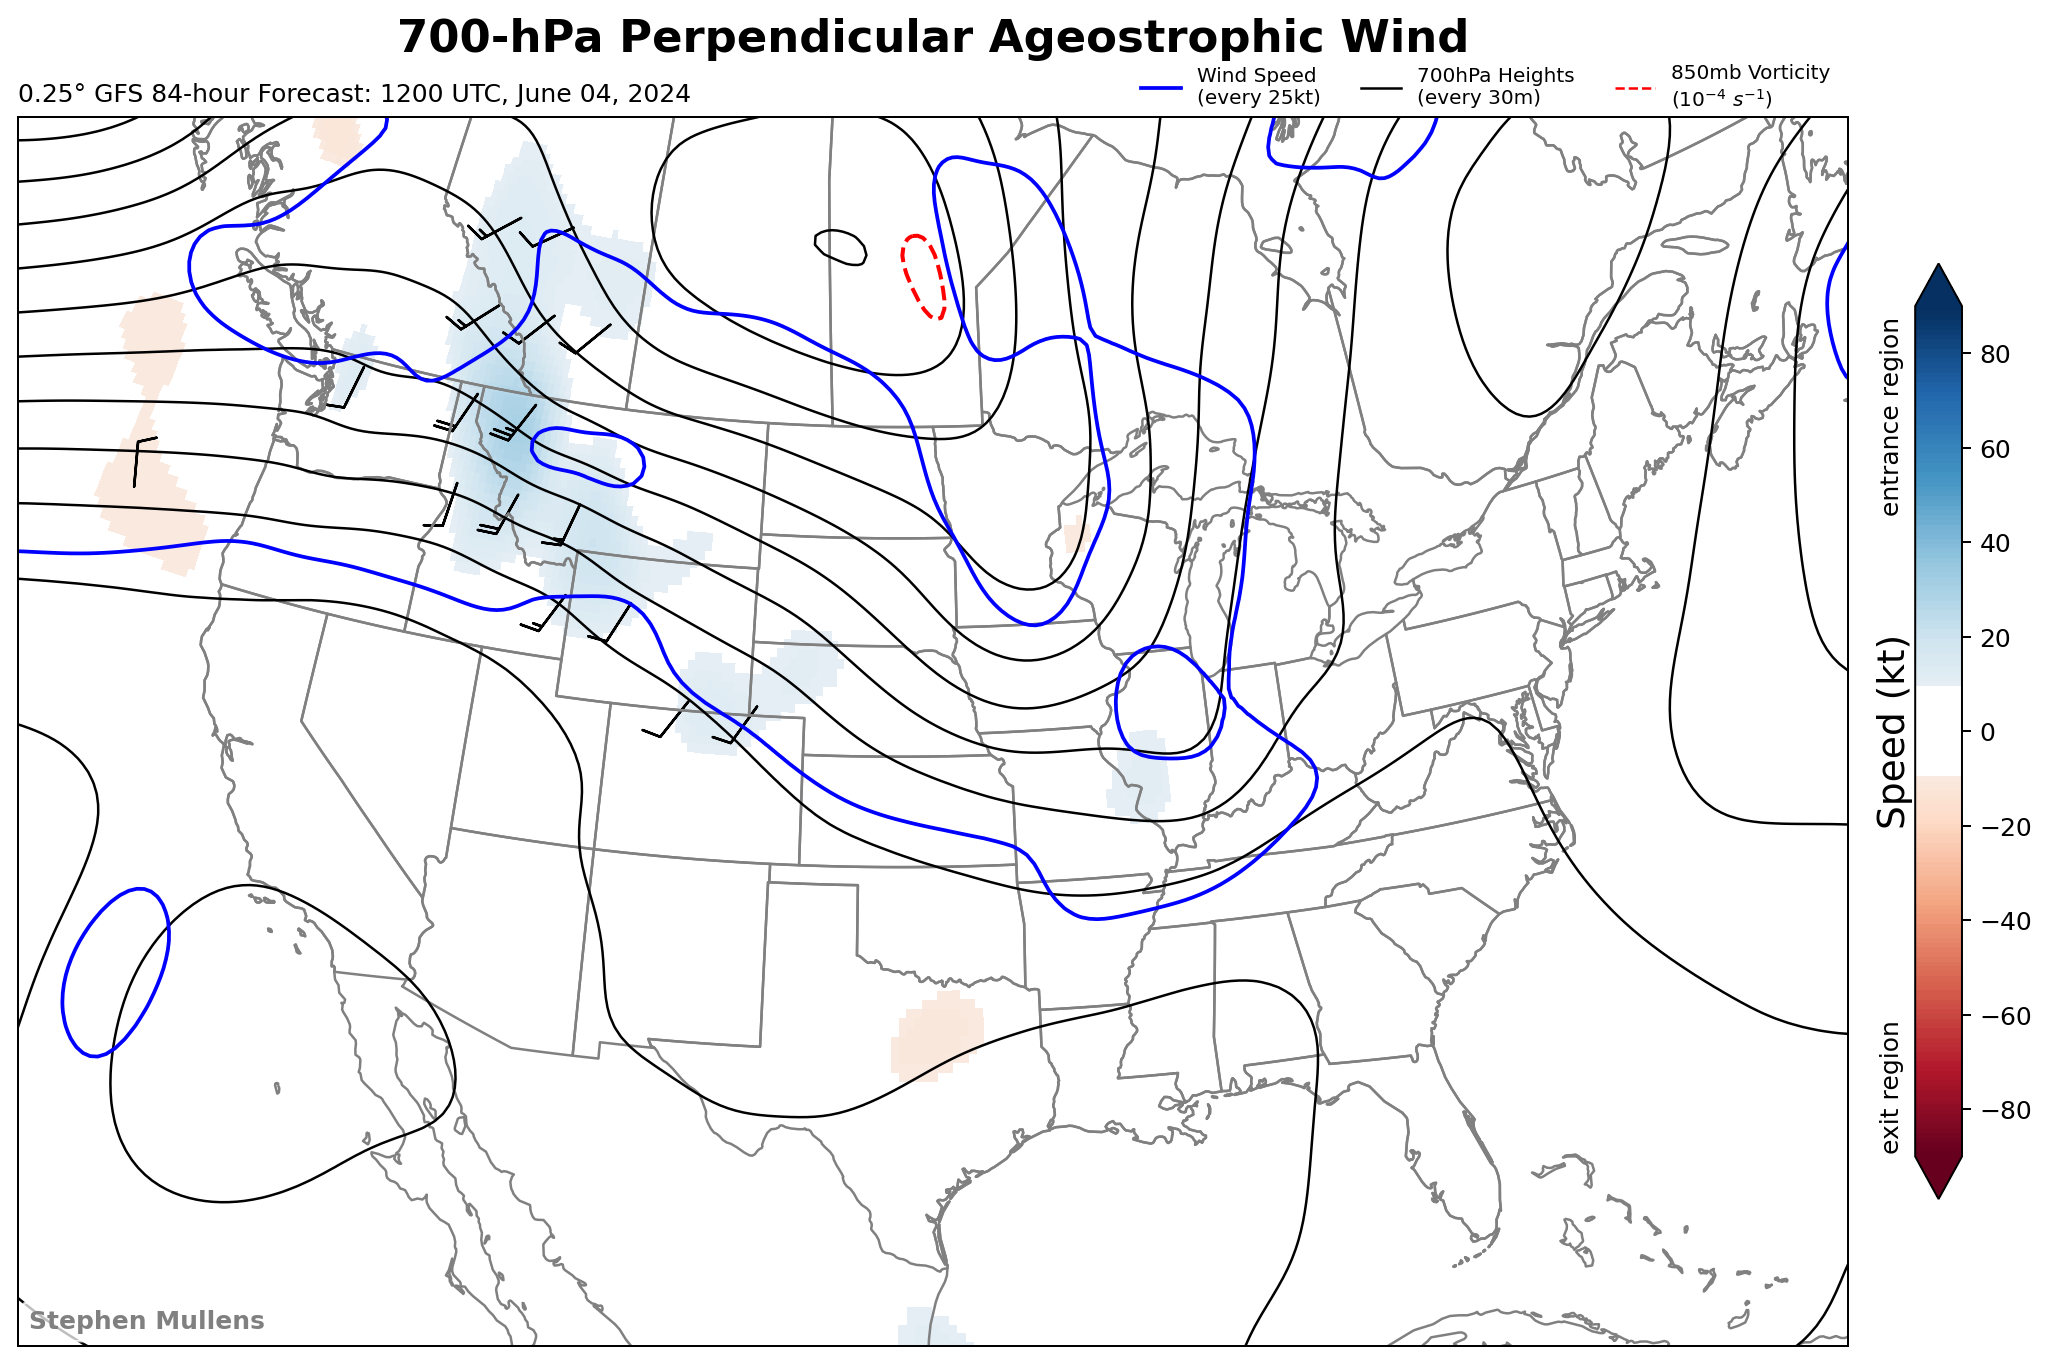 700-hPa Perpendicular Ageostrophic Wind
0.25° GFS 84-hour Forecast: 1200 UTC, June 04, 2024
Wind Speed
(every 25kt)
700hPa Heights
(every 30m)
850mb Vorticity
(10⁻⁴ s⁻¹)
entrance region
Speed (kt)
exit region
80
60
40
20
0
−20
−40
−60
−80
Stephen Mullens